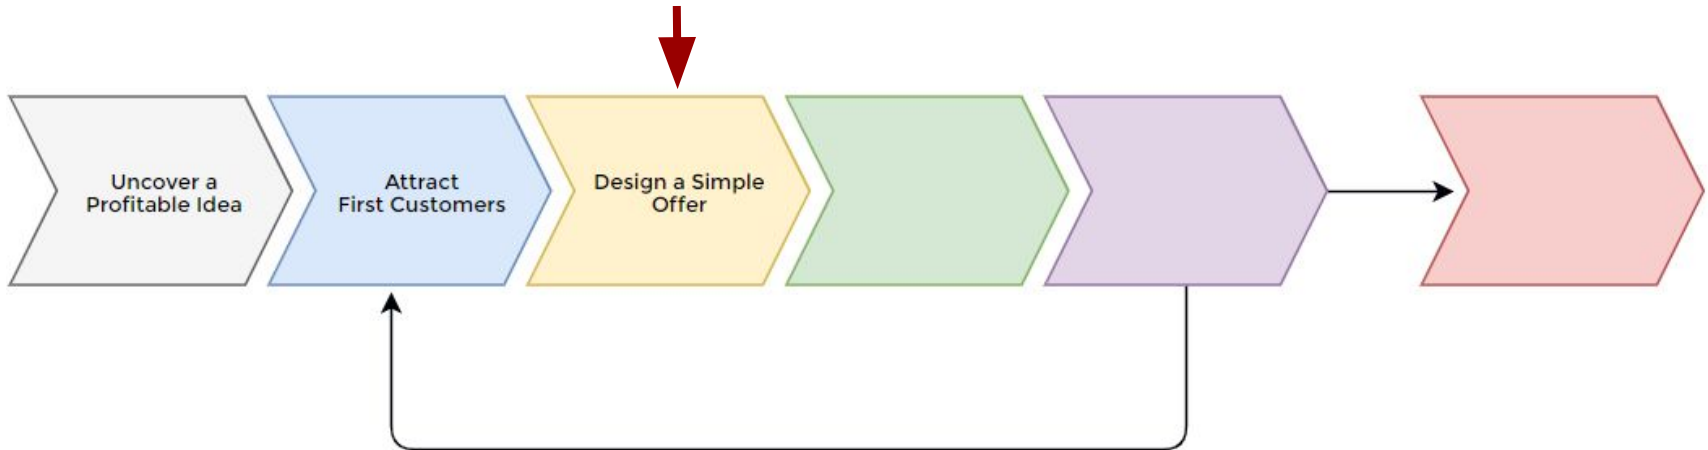 Uncover a
Profitable Idea
Attract
First Customers
Design a Simple
Offer